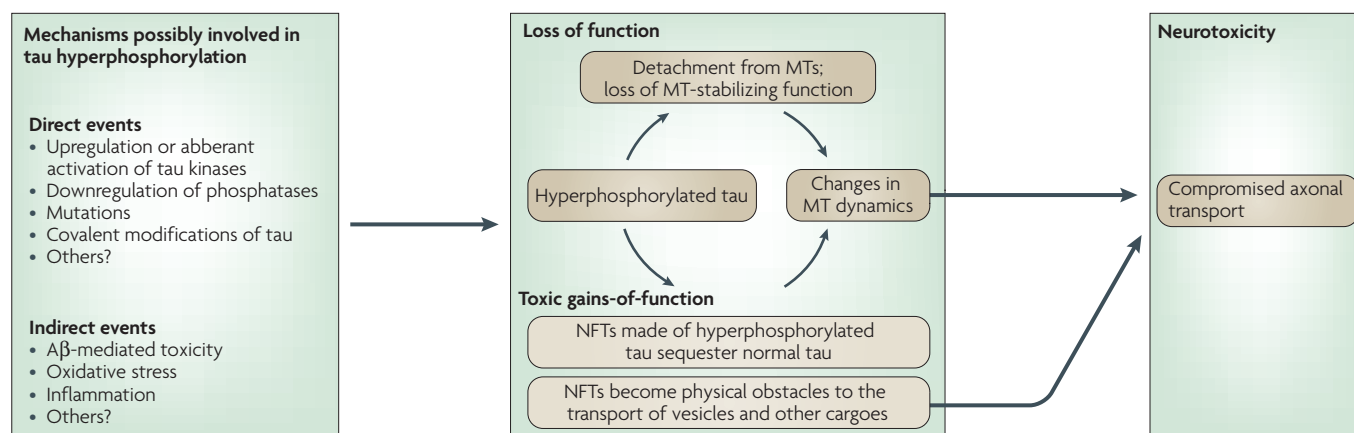 Mechanisms possibly involved in
tau hyperphosphorylation
Direct events
• Upregulation or abberant
activation of tau kinases
• Downregulation of phosphatases
• Mutations
• Covalent modifications of tau
• Others?
Indirect events
• Aβ-mediated toxicity
• Oxidative stress
• Inflammation
• Others?
Loss of function
Detachment from MTs;
loss of MT-stabilizing function
Hyperphosphorylated tau
Changes in
MT dynamics
Toxic gains-of-function
NFTs made of hyperphosphorylated
tau sequester normal tau
NFTs become physical obstacles to the
transport of vesicles and other cargoes
Neurotoxicity
Compromised axonal
transport